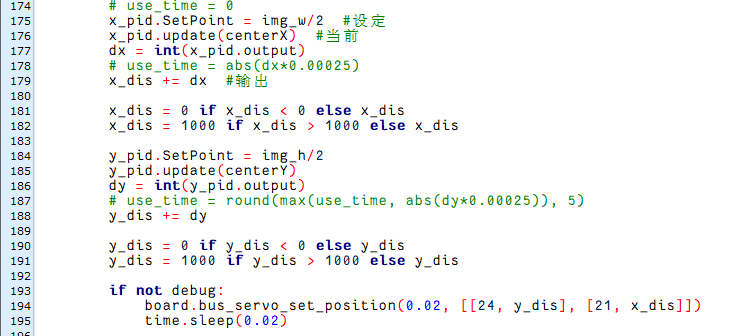 174 # use_time = 0
175 x_pid.SetPoint = img_w/2  #设定
176 x_pid.update(centerX)  #当前
177 dx = int(x_pid.output)
178 # use_time = abs(dx*0.00025)
179 x_dis += dx  #输出
180
181 x_dis = 0 if x_dis < 0 else x_dis
182 x_dis = 1000 if x_dis > 1000 else x_dis
183
184 y_pid.SetPoint = img_h/2
185 y_pid.update(centerY)
186 dy = int(y_pid.output)
187 # use_time = round(max(use_time, abs(dy*0.00025)), 5)
188 y_dis += dy
189
190 y_dis = 0 if y_dis < 0 else y_dis
191 y_dis = 1000 if y_dis > 1000 else y_dis
192
193 if not debug:
194 board.bus_servo_set_position(0.02, [[24, y_dis], [21, x_dis]])
195 time.sleep(0.02)
196